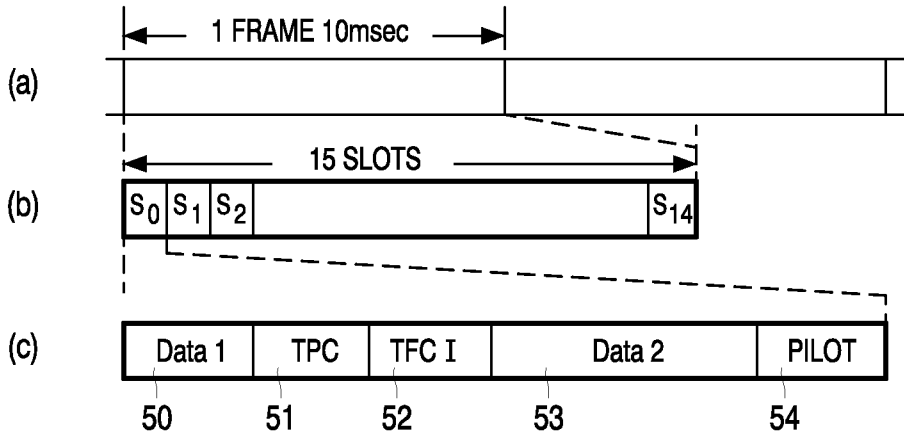 1 FRAME 10msec
(a)
15 SLOTS
(b) S0 S1 S2 S14
(c) Data 1 TPC TFC I Data 2 PILOT
50 51 52 53 54